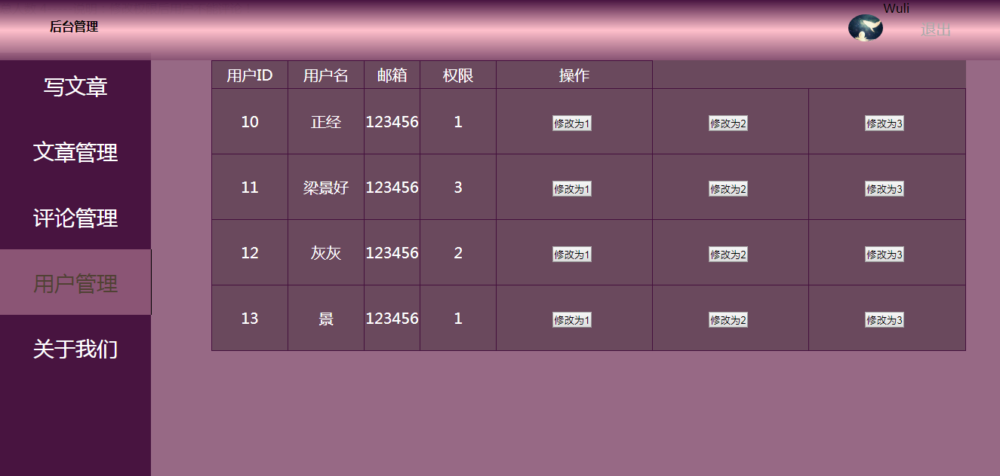 后台管理
Wuli
退出
写文章
文章管理
评论管理
用户管理
关于我们
用户ID 用户名 邮箱 权限 操作
10 正经 123456 1 修改为1 修改为2 修改为3
11 梁景好 123456 3 修改为1 修改为2 修改为3
12 灰灰 123456 2 修改为1 修改为2 修改为3
13 景 123456 1 修改为1 修改为2 修改为3